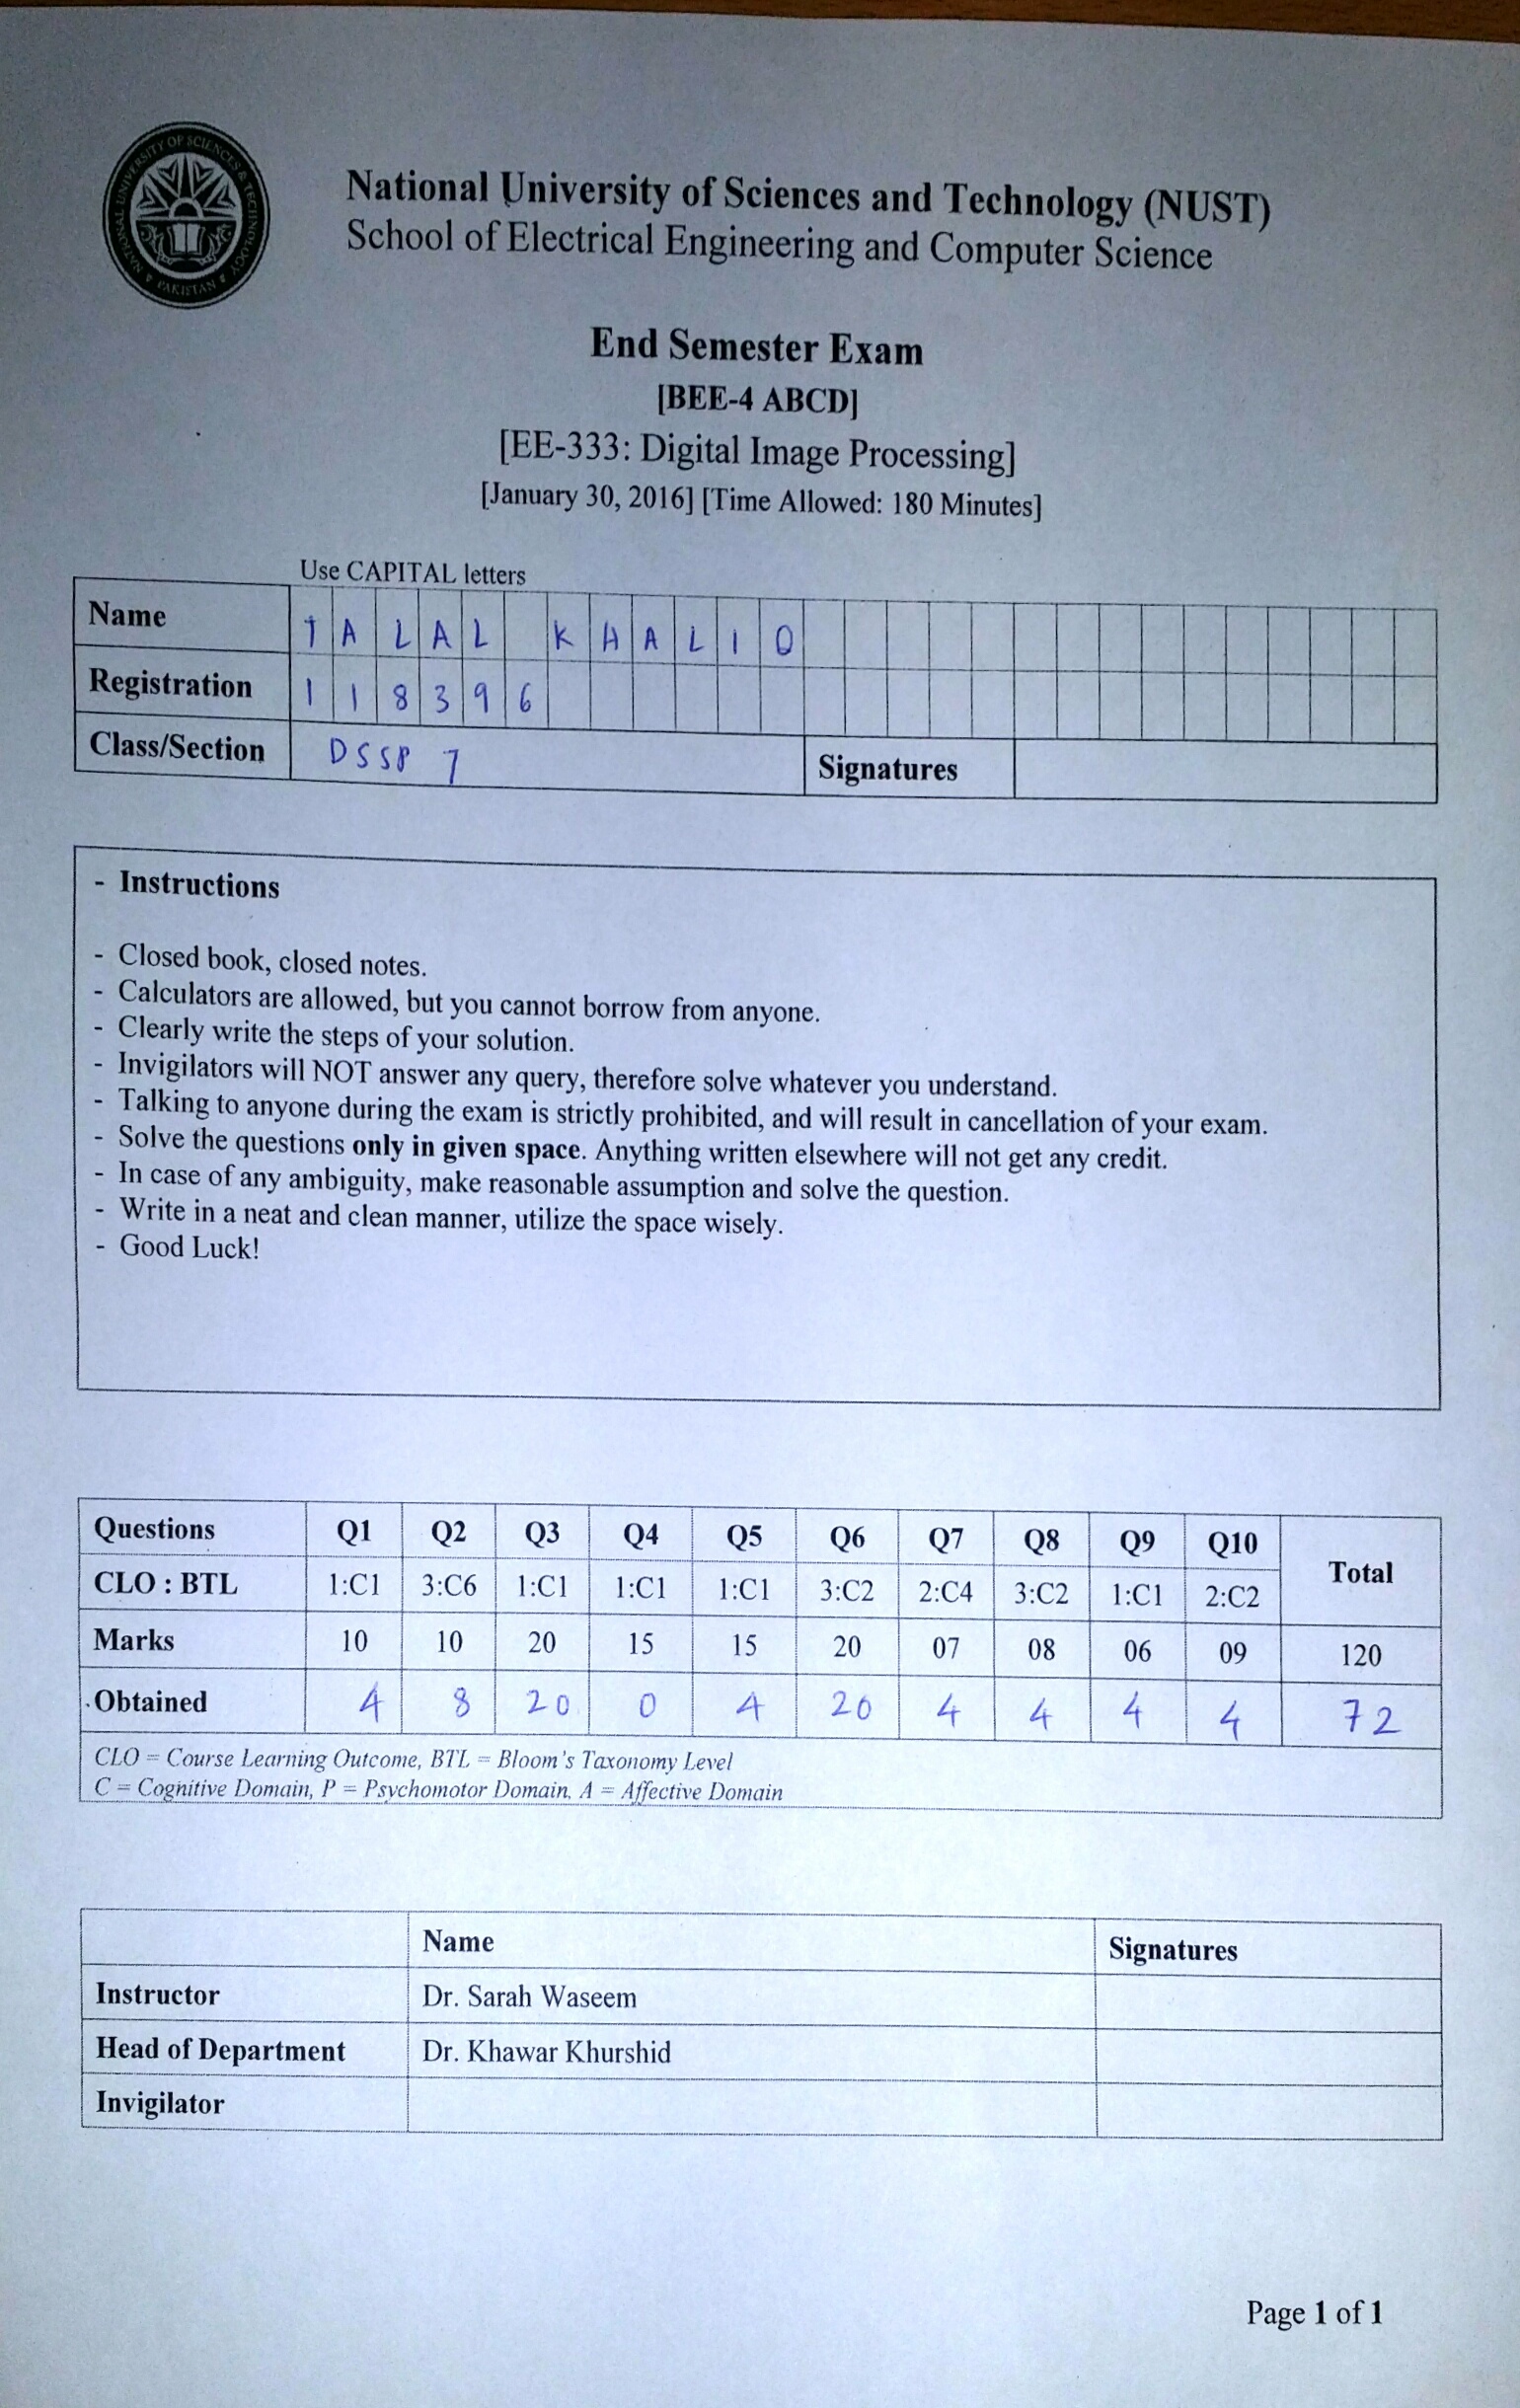 NATIONAL UNIVERSITY OF SCIENCES & TECHNOLOGY
PAKISTAN
National University of Sciences and Technology (NUST)
School of Electrical Engineering and Computer Science
End Semester Exam
[BEE-4 ABCD]
[EE-333: Digital Image Processing]
[January 30, 2016] [Time Allowed: 180 Minutes]
Use CAPITAL letters
Name TALAL KHALID
Registration 118396
Class/Section DSSP 7 Signatures
- Instructions
- Closed book, closed notes.
- Calculators are allowed, but you cannot borrow from anyone.
- Clearly write the steps of your solution.
- Invigilators will NOT answer any query, therefore solve whatever you understand.
- Talking to anyone during the exam is strictly prohibited, and will result in cancellation of your exam.
- Solve the questions only in given space. Anything written elsewhere will not get any credit.
- In case of any ambiguity, make reasonable assumption and solve the question.
- Write in a neat and clean manner, utilize the space wisely.
- Good Luck!
Questions Q1 Q2 Q3 Q4 Q5 Q6 Q7 Q8 Q9 Q10 Total
CLO : BTL 1:C1 3:C6 1:C1 1:C1 1:C1 3:C2 2:C4 3:C2 1:C1 2:C2
Marks 10 10 20 15 15 20 07 08 06 09 120
Obtained 4 8 20 0 4 20 4 4 4 4 72
CLO = Course Learning Outcome, BTL = Bloom's Taxonomy Level
C = Cognitive Domain, P = Psychomotor Domain, A = Affective Domain
Name Signatures
Instructor Dr. Sarah Waseem
Head of Department Dr. Khawar Khurshid
Invigilator
Page 1 of 1